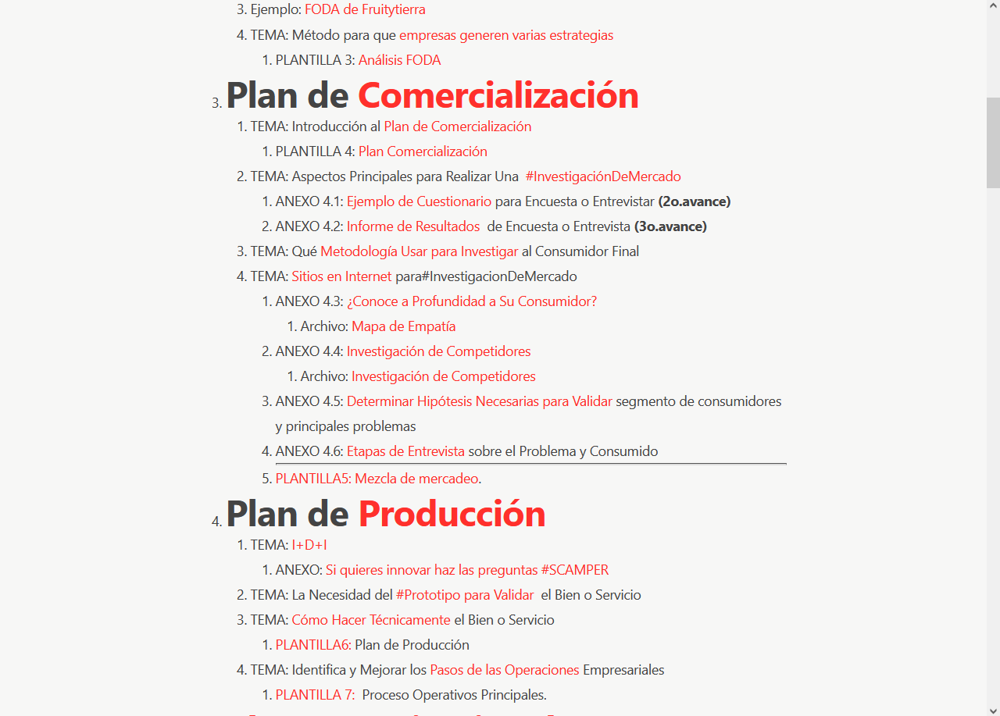 3. Ejemplo: FODA de Fruitytierra
4. TEMA: Método para que empresas generen varias estrategias
1. PLANTILLA 3: Análisis FODA
3. Plan de Comercialización
1. TEMA: Introducción al Plan de Comercialización
1. PLANTILLA 4: Plan Comercialización
2. TEMA: Aspectos Principales para Realizar Una #InvestigaciónDeMercado
1. ANEXO 4.1: Ejemplo de Cuestionario para Encuesta o Entrevistar (2o.avance)
2. ANEXO 4.2: Informe de Resultados de Encuesta o Entrevista (3o.avance)
3. TEMA: Qué Metodología Usar para Investigar al Consumidor Final
4. TEMA: Sitios en Internet para#InvestigacionDeMercado
1. ANEXO 4.3: ¿Conoce a Profundidad a Su Consumidor?
1. Archivo: Mapa de Empatía
2. ANEXO 4.4: Investigación de Competidores
1. Archivo: Investigación de Competidores
3. ANEXO 4.5: Determinar Hipótesis Necesarias para Validar segmento de consumidores
y principales problemas
4. ANEXO 4.6: Etapas de Entrevista sobre el Problema y Consumido
5. PLANTILLA5: Mezcla de mercadeo.
4. Plan de Producción
1. TEMA: I+D+I
1. ANEXO: Si quieres innovar haz las preguntas #SCAMPER
2. TEMA: La Necesidad del #Prototipo para Validar el Bien o Servicio
3. TEMA: Cómo Hacer Técnicamente el Bien o Servicio
1. PLANTILLA6: Plan de Producción
4. TEMA: Identifica y Mejorar los Pasos de las Operaciones Empresariales
1. PLANTILLA 7: Proceso Operativos Principales.